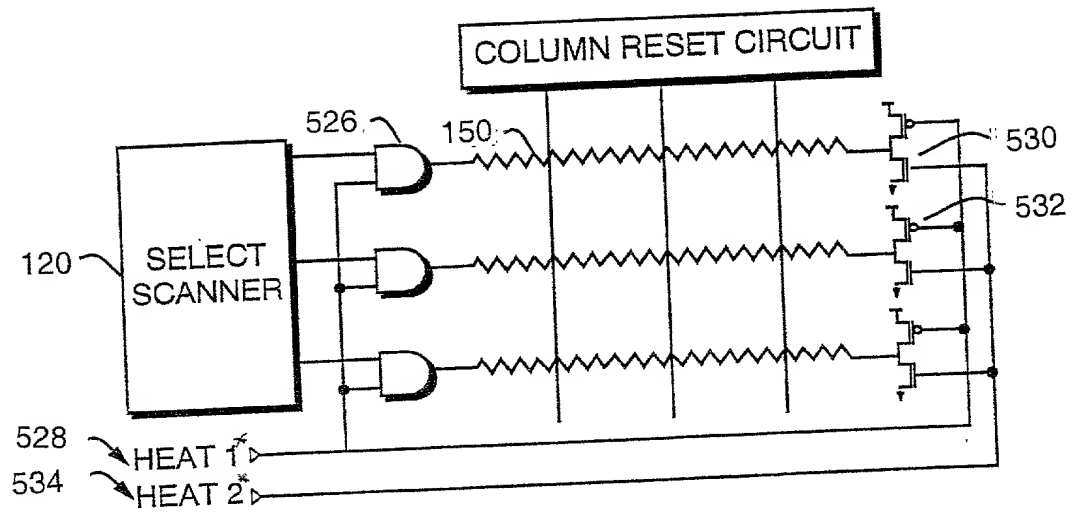 COLUMN RESET CIRCUIT
526
150
530
532
120
SELECT
SCANNER
528
HEAT 1*
534
HEAT 2*